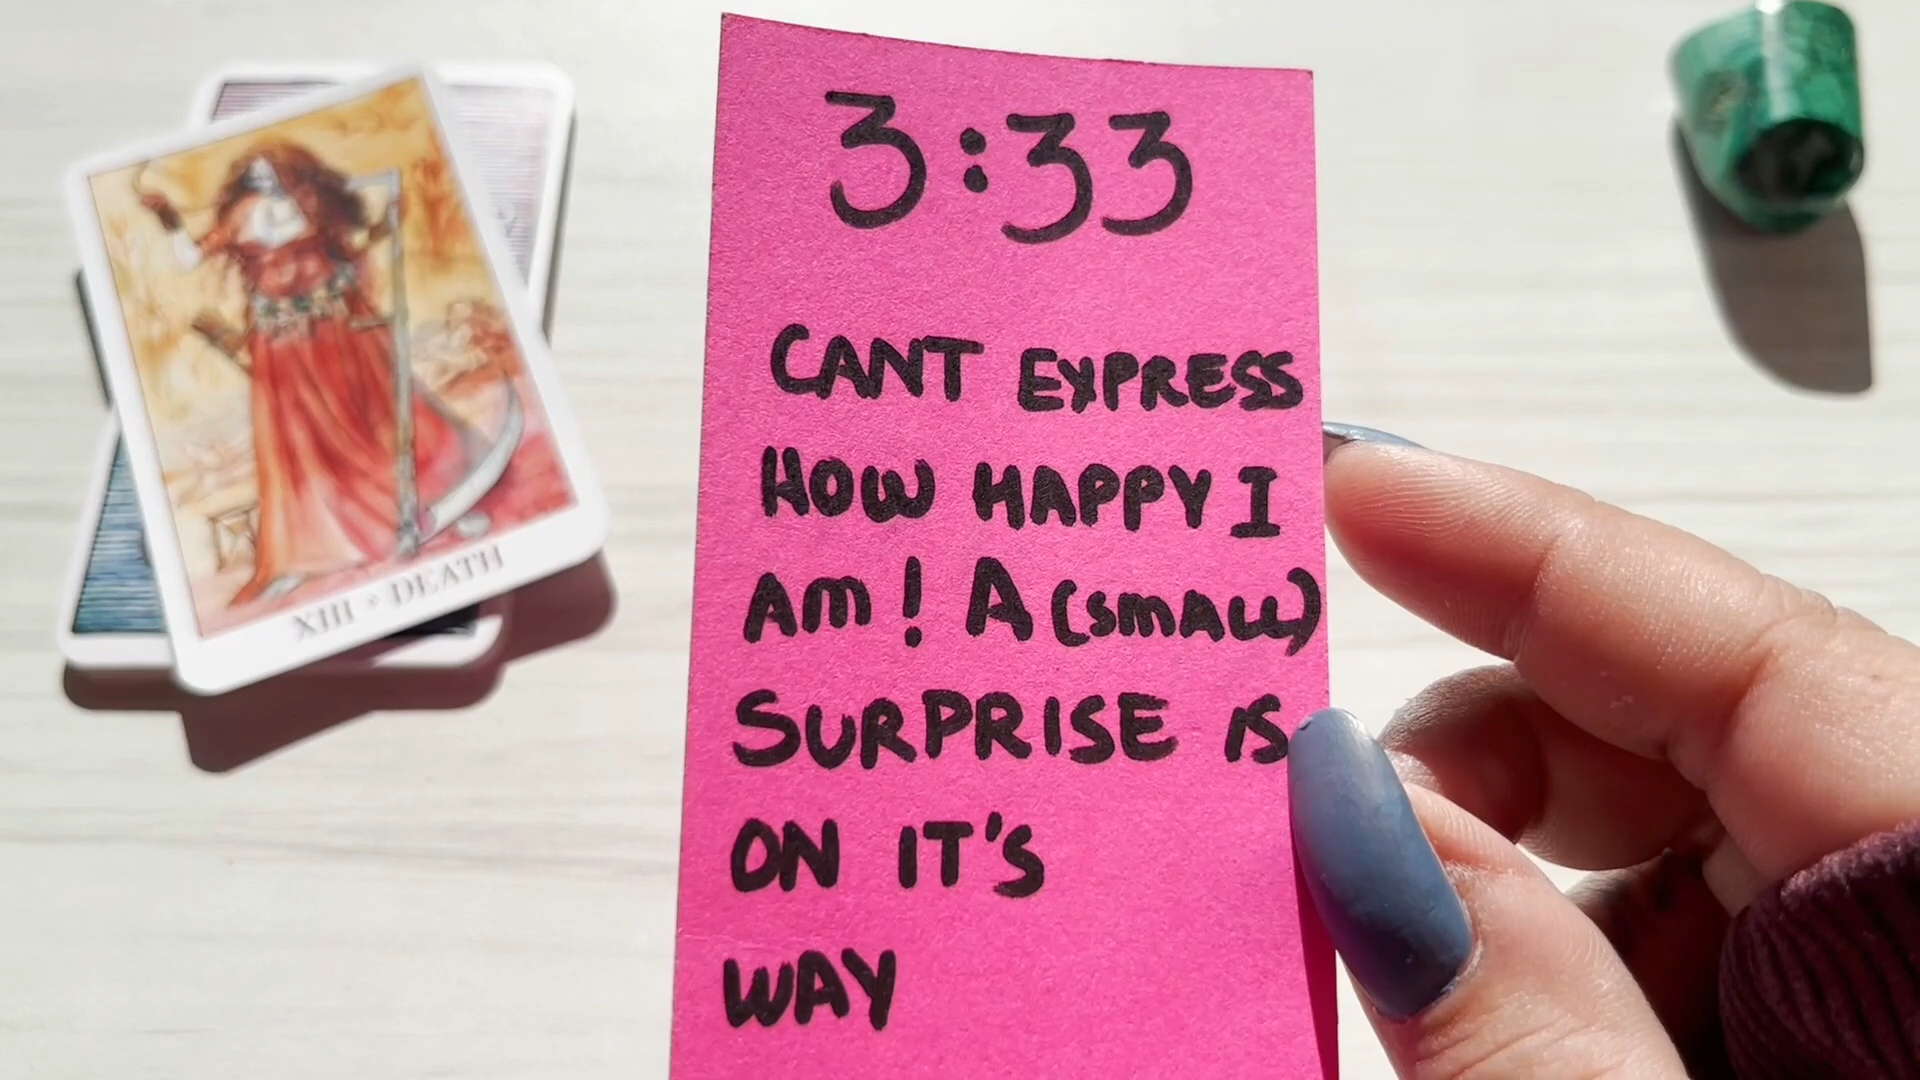 3:33
CANT EXPRESS
HOW HAPPY I
AM! A (SMALL)
SURPRISE IS
ON IT'S
WAY
XIII • DEATH